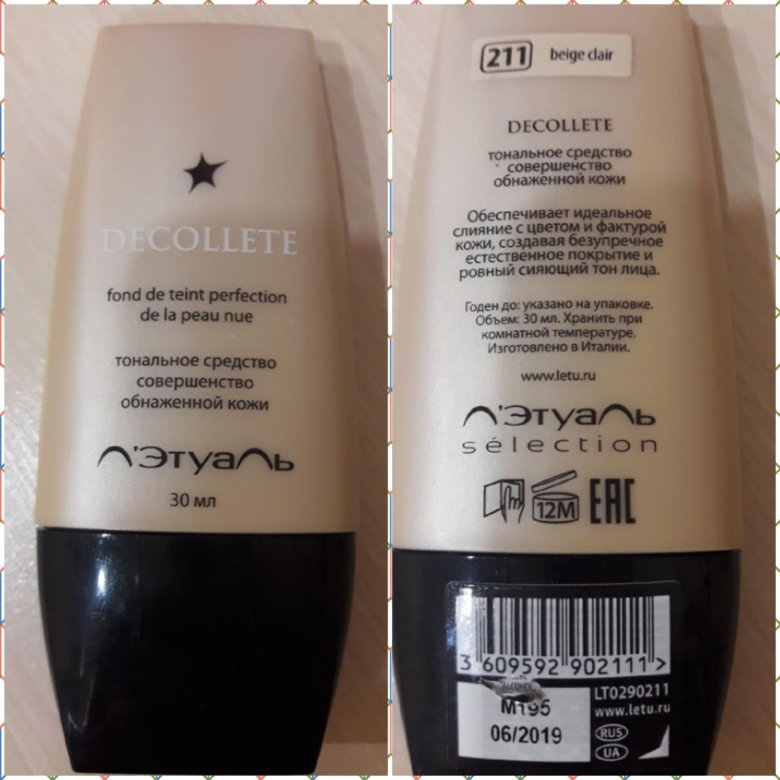 DECOLLETE
fond de teint perfection
de la peau nue
тональное средство
совершенство
обнаженной кожи
Л'Этуаль
30 мл
211 beige clair
DECOLLETE
тональное средство
совершенство
обнаженной кожи
Обеспечивает идеальное
слияние с цветом и фактурой
кожи, создавая безупречное
естественное покрытие и
ровный сияющий тон лица.
Годен до: указано на упаковке.
Объем: 30 мл. Хранить при
комнатной температуре.
Изготовлено в Италии.
www.letu.ru
Л'Этуаль
sélection
12M EAC
3 609592 902111 >
ALCOHOL
M195
06/2019
LT0290211
www.letu.ru
RUS
UA